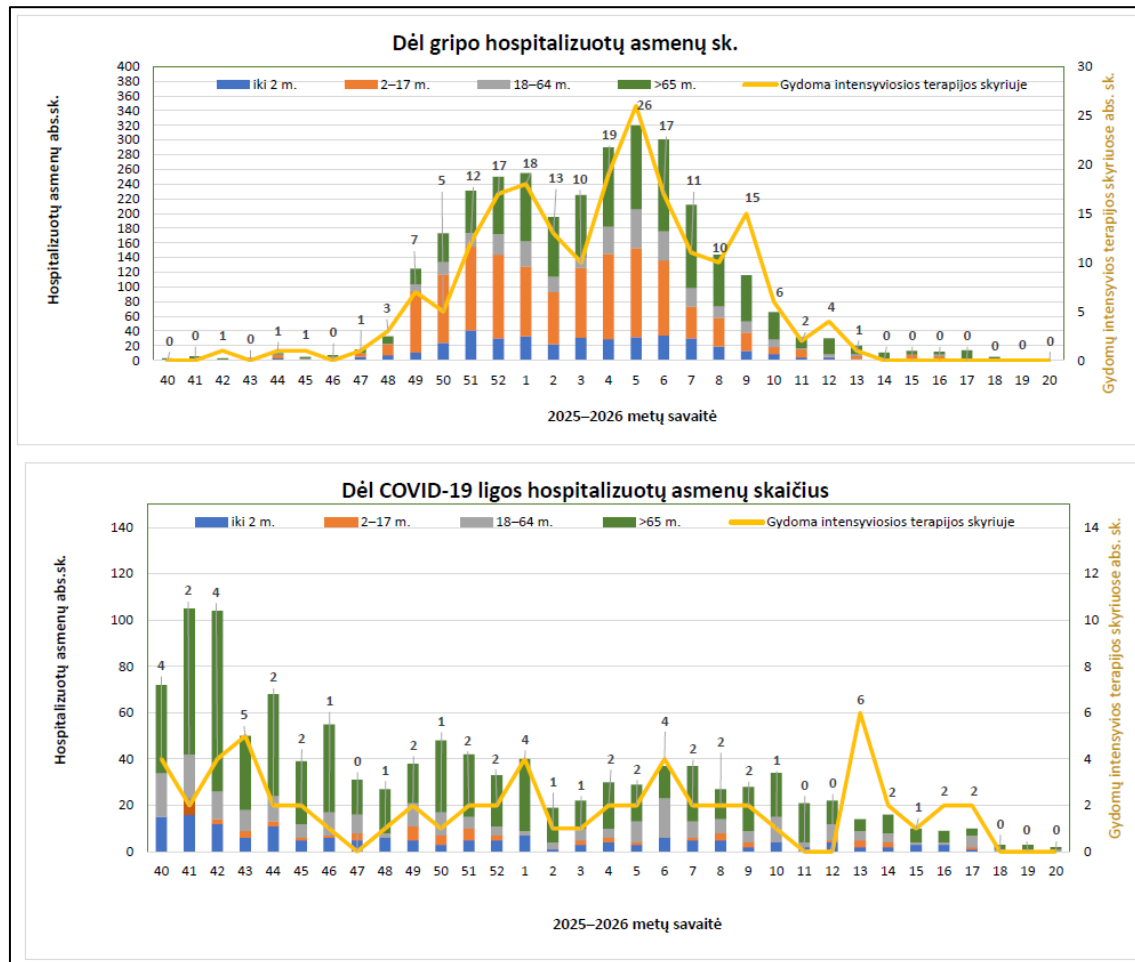 Dėl gripo hospitalizuotų asmenų sk.
iki 2 m. 2–17 m. 18–64 m. >65 m. Gydoma intensyviosios terapijos skyriuje
Hospitalizuotų asmenų abs.sk.
400 380 360 340 320 300 280 260 240 220 200 180 160 140 120 100 80 60 40 20 0
0 0 1 0 1 1 0 1 3 7 5 12 17 18 13 10 19 26 17 11 10 15 6 2 4 1 0 0 0 0 0 0 0
30 25 20 15 10 5 0
Gydomų intensyvios terapijos skyriuose abs. sk.
40 41 42 43 44 45 46 47 48 49 50 51 52 1 2 3 4 5 6 7 8 9 10 11 12 13 14 15 16 17 18 19 20
2025–2026 metų savaitė
Dėl COVID-19 ligos hospitalizuotų asmenų skaičius
iki 2 m. 2–17 m. 18–64 m. >65 m. Gydoma intensyviosios terapijos skyriuje
Hospitalizuotų asmenų abs.sk.
140 120 100 80 60 40 20 0
4 2 4 5 2 2 1 0 1 2 1 2 2 4 1 1 2 2 4 2 2 2 1 0 0 6 2 1 2 2 0 0 0
14 12 10 8 6 4 2 0
Gydomų intensyvios terapijos skyriuose abs. sk.
40 41 42 43 44 45 46 47 48 49 50 51 52 1 2 3 4 5 6 7 8 9 10 11 12 13 14 15 16 17 18 19 20
2025–2026 metų savaitė